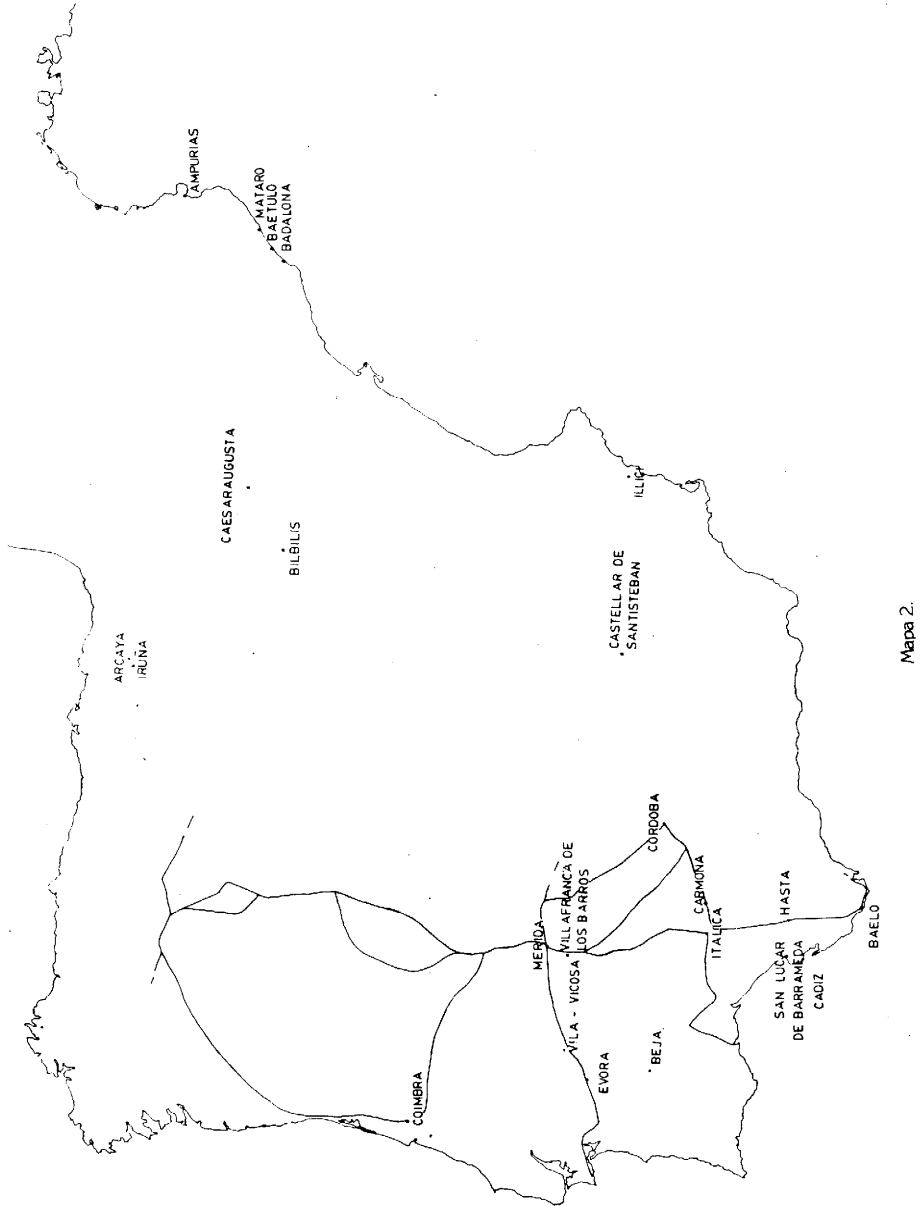 AMPURIAS
MATARO
BAETULO
BADALONA
CAESARAUGUSTA
BILBILIS
ARCAYA
IRUÑA
ILLICI
CASTELLAR DE
SANTISTEBAN
CORDOBA
CARMONA
HASTA
MERIDA
VILLAFRANCA DE
LOS BARROS
ITALICA
BAELO
VILA - VICOSA
SAN LUCAR
DE BARRAMEDA
CADIZ
COIMBRA
EVORA
BEJA
Mapa 2.